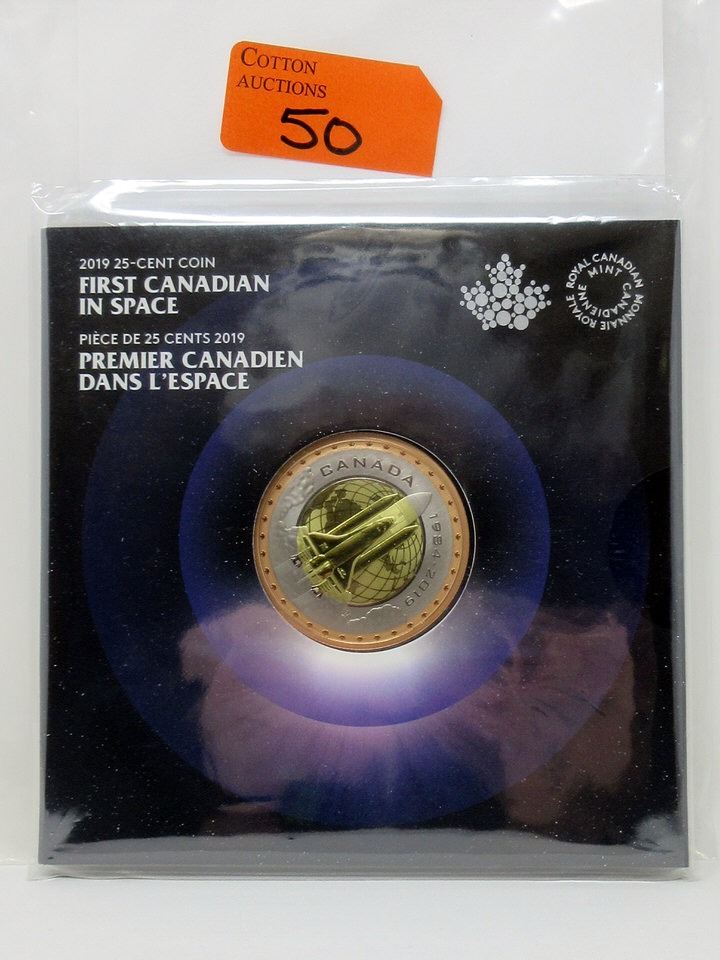 COTTON
AUCTIONS
50
2019 25-CENT COIN
FIRST CANADIAN
IN SPACE
PIÈCE DE 25 CENTS 2019
PREMIER CANADIEN
DANS L'ESPACE
ROYAL CANADIAN MINT
MONNAIE ROYALE CANADIENNE
CANADA
1984-2019